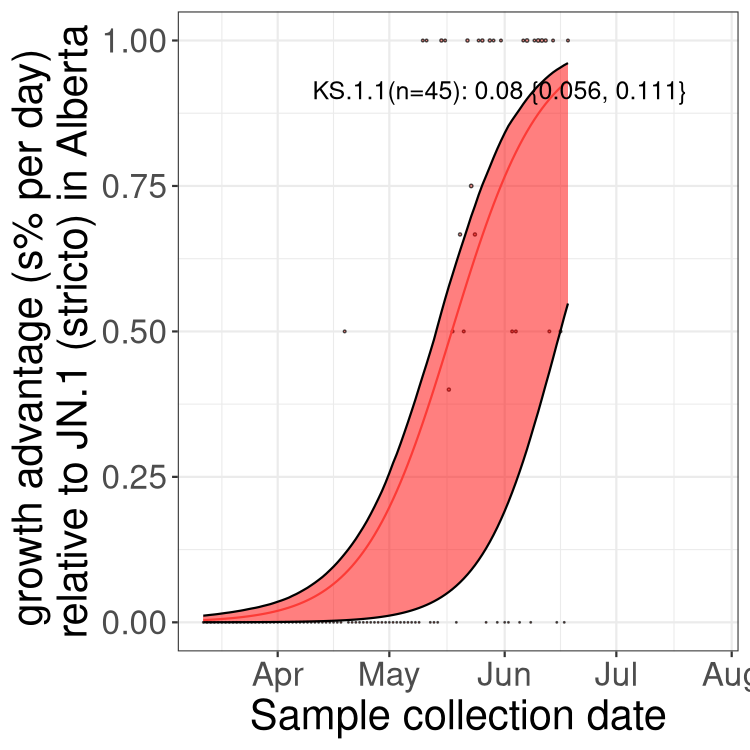 growth advantage (s% per day)
relative to JN.1 (stricto) in Alberta
1.00
0.75
0.50
0.25
0.00
KS.1.1(n=45): 0.08 {0.056, 0.111}
Apr May Jun Jul Aug
Sample collection date